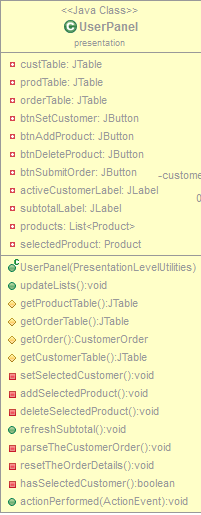 <<Java Class>>
UserPanel
presentation
custTable: JTable
prodTable: JTable
orderTable: JTable
btnSetCustomer: JButton
btnAddProduct: JButton
btnDeleteProduct: JButton
btnSubmitOrder: JButton
-custome
activeCustomerLabel: JLabel
0
subtotalLabel: JLabel
products: List<Product>
selectedProduct: Product
UserPanel(PresentationLevelUtilities)
updateLists():void
getProductTable():JTable
getOrderTable():JTable
getOrder():CustomerOrder
getCustomerTable():JTable
setSelectedCustomer():void
addSelectedProduct():void
deleteSelectedProduct():void
refreshSubtotal():void
parseTheCustomerOrder():void
resetTheOrderDetails():void
hasSelectedCustomer():boolean
actionPerformed(ActionEvent):void